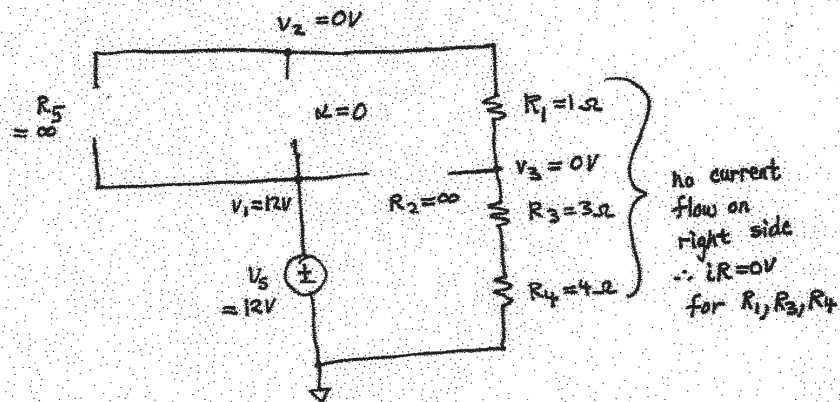 v₂ = 0V
R₅ = ∞
α = 0
R₁ = 1Ω
v₃ = 0V
v₁ = 12V
R₂ = ∞
R₃ = 3Ω
Vs = 12V
R₄ = 4Ω
no current
flow on
right side
∴ iR = 0V
for R₁, R₃, R₄